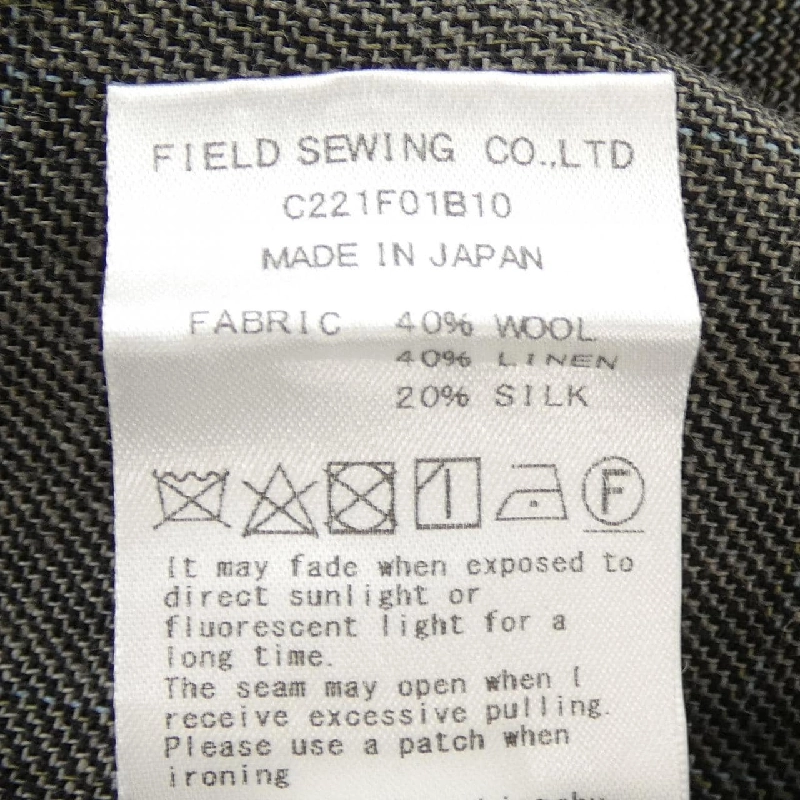 FIELD SEWING CO.,LTD
C221F01B10
MADE IN JAPAN
FABRIC 40% WOOL
40% LINEN
20% SILK
F
It may fade when exposed to
direct sunlight or
fluorescent light for a
long time.
The seam may open when I
receive excessive pulling.
Please use a patch when
ironing